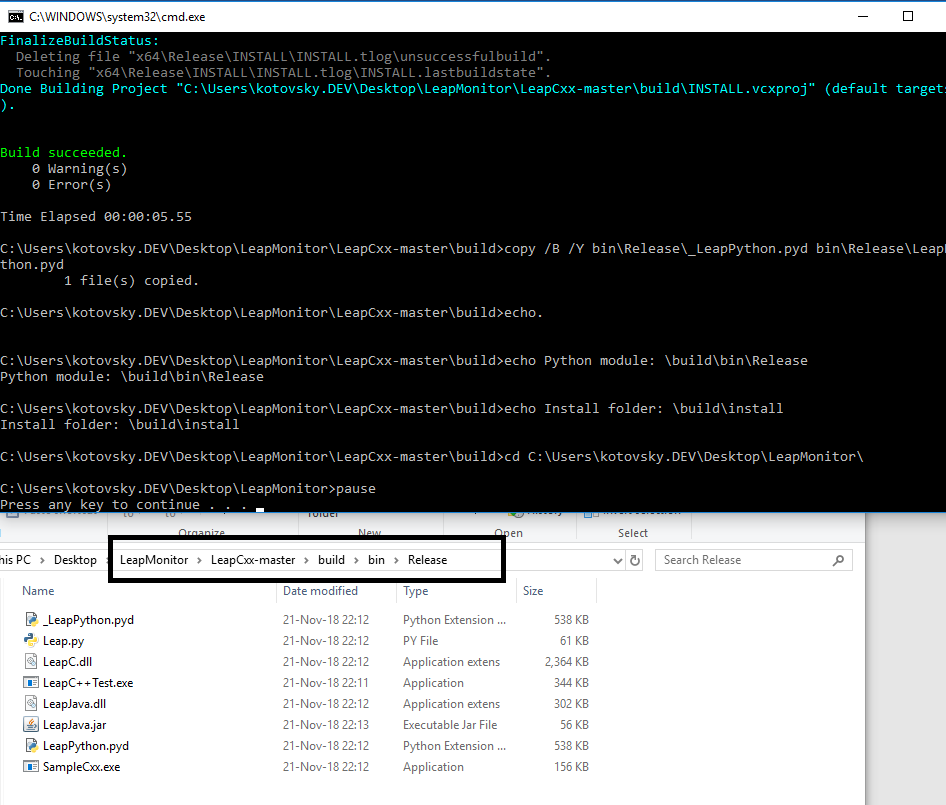 C:\WINDOWS\system32\cmd.exe
FinalizeBuildStatus:
Deleting file "x64\Release\INSTALL\INSTALL.tlog\unsuccessfulbuild".
Touching "x64\Release\INSTALL\INSTALL.tlog\INSTALL.lastbuildstate".
Done Building Project "C:\Users\kotovsky.DEV\Desktop\LeapMonitor\LeapCxx-master\build\INSTALL.vcxproj" (default targets
).
Build succeeded.
0 Warning(s)
0 Error(s)
Time Elapsed 00:00:05.55
C:\Users\kotovsky.DEV\Desktop\LeapMonitor\LeapCxx-master\build>copy /B /Y bin\Release\_LeapPython.pyd bin\Release\LeapP
thon.pyd
1 file(s) copied.
C:\Users\kotovsky.DEV\Desktop\LeapMonitor\LeapCxx-master\build>echo.
C:\Users\kotovsky.DEV\Desktop\LeapMonitor\LeapCxx-master\build>echo Python module: \build\bin\Release
Python module: \build\bin\Release
C:\Users\kotovsky.DEV\Desktop\LeapMonitor\LeapCxx-master\build>echo Install folder: \build\install
Install folder: \build\install
C:\Users\kotovsky.DEV\Desktop\LeapMonitor\LeapCxx-master\build>cd C:\Users\kotovsky.DEV\Desktop\LeapMonitor\
C:\Users\kotovsky.DEV\Desktop\LeapMonitor>pause
Press any key to continue . . .
to to folder History
Organize New Open Select
his PC > Desktop > LeapMonitor > LeapCxx-master > build > bin > Release Search Release
Name Date modified Type Size
_LeapPython.pyd 21-Nov-18 22:12 Python Extension ... 538 KB
Leap.py 21-Nov-18 22:12 PY File 61 KB
LeapC.dll 21-Nov-18 22:12 Application extens 2,364 KB
LeapC++Test.exe 21-Nov-18 22:11 Application 344 KB
LeapJava.dll 21-Nov-18 22:12 Application extens 302 KB
LeapJava.jar 21-Nov-18 22:13 Executable Jar File 56 KB
LeapPython.pyd 21-Nov-18 22:12 Python Extension ... 538 KB
SampleCxx.exe 21-Nov-18 22:12 Application 156 KB